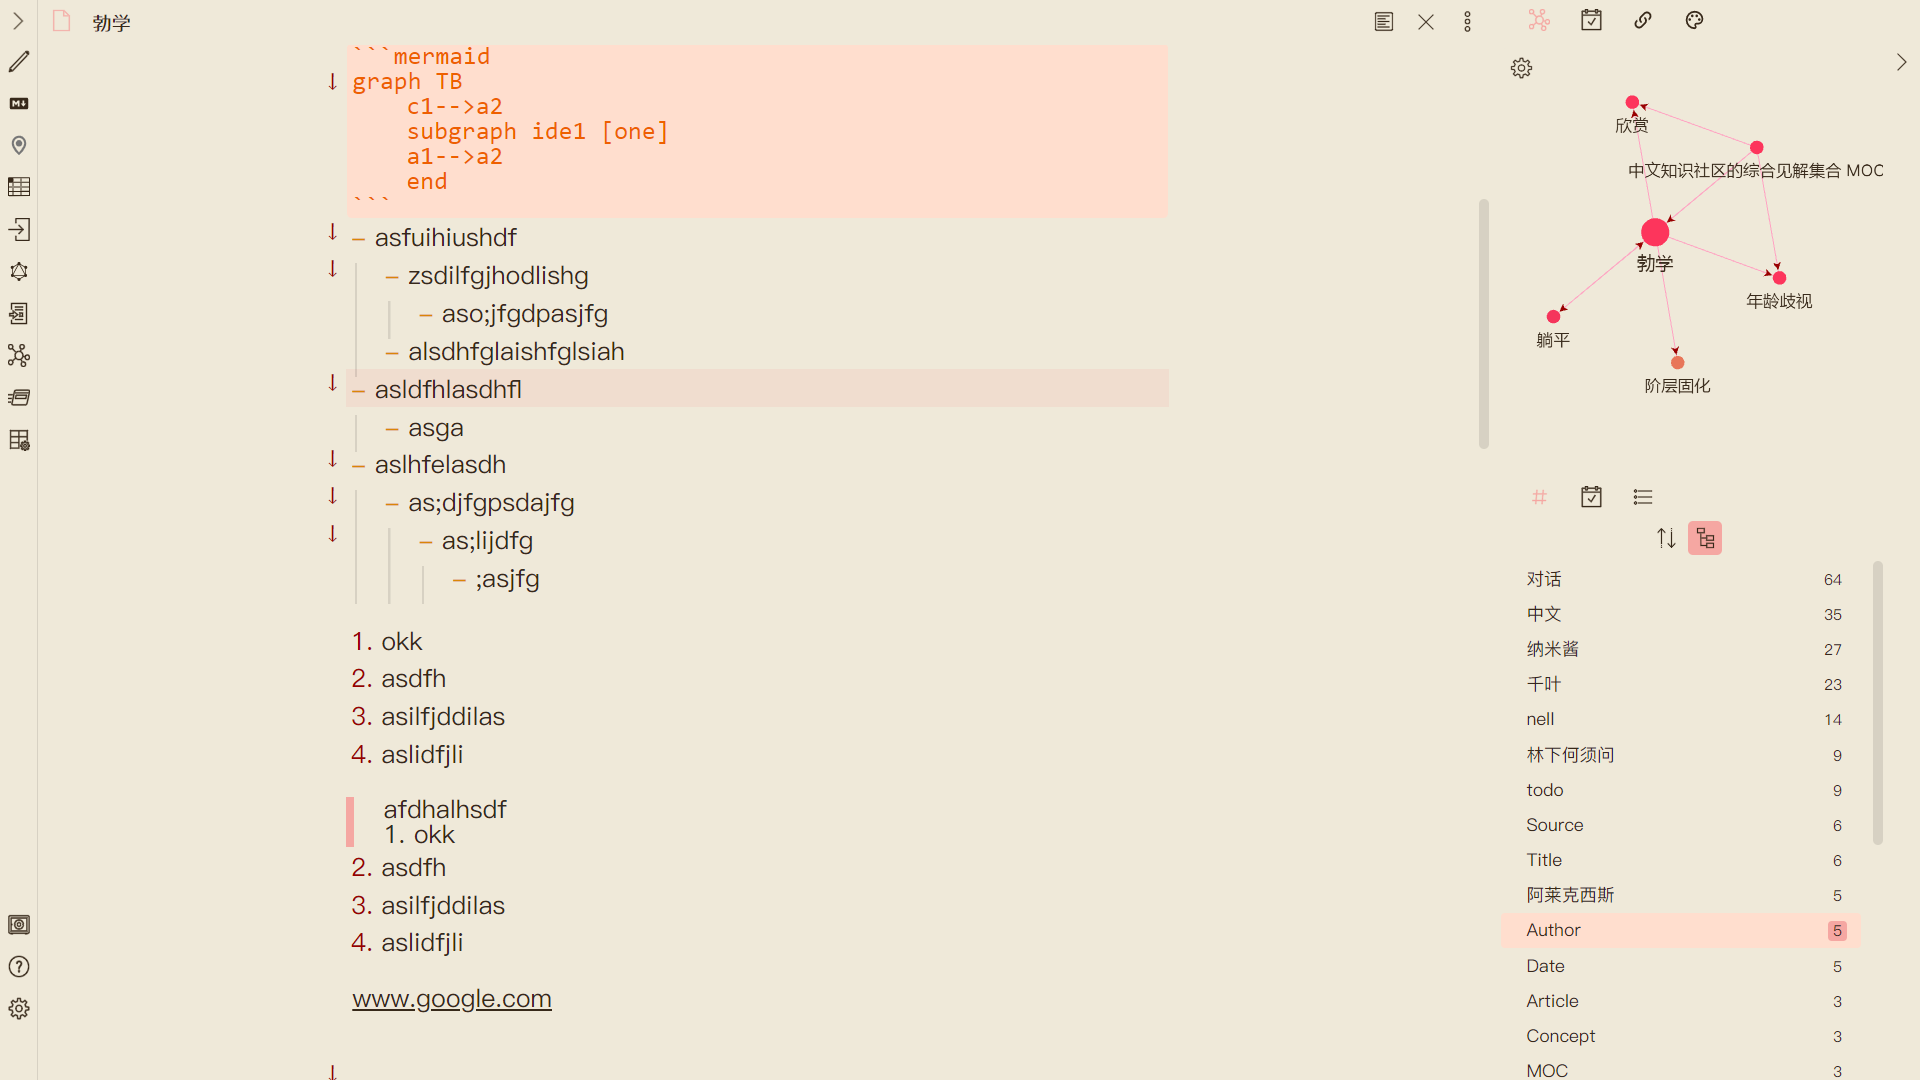 勃学
```mermaid
graph TB
c1-->a2
subgraph ide1 [one]
a1-->a2
end
```
– asfuihiushdf
– zsdilfgjhodlishg
– aso;jfgdpasjfg
– alsdhfglaishfglsiah
– asldfhlasdhfl
– asga
– aslhfelasdh
– as;djfgpsdajfg
– as;lijdfg
– ;asjfg
1. okk
2. asdfh
3. asilfjddilas
4. aslidfjli
afdhalhsdf
1. okk
2. asdfh
3. asilfjddilas
4. aslidfjli
www.google.com
欣赏
中文知识社区的综合见解集合 MOC
勃学
年龄歧视
躺平
阶层固化
对话 64
中文 35
纳米酱 27
千叶 23
nell 14
林下何须问 9
todo 9
Source 6
Title 6
阿莱克西斯 5
Author 5
Date 5
Article 3
Concept 3
MOC 3